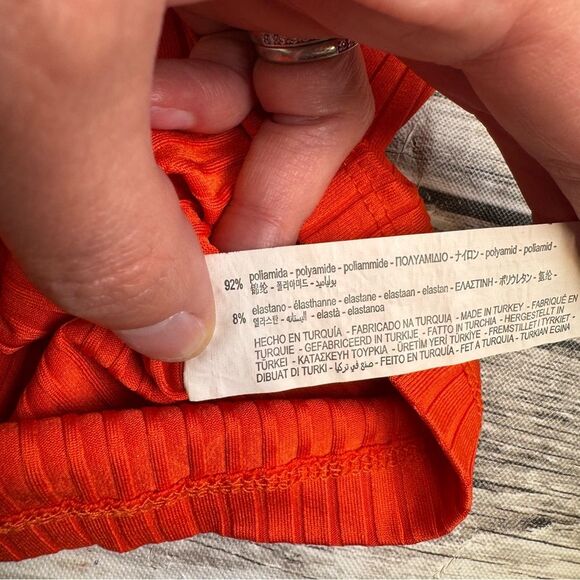 92% poliamida - polyamide - poliammide - ΠΟΛΥΑΜΙΔΙΟ - ナイロン - polyamid - poliamid -
锦纶 - 폴리아미드 - بولياميد
8% elastano - élasthanne - elastane - elastaan - elastan - ΕΛΑΣΤΙΝΗ - ポリウレタン - 氨纶 -
엘라스탄 - الايستانه - elastà - elastanoa
HECHO EN TURQUÍA - FABRICADO NA TURQUIA - MADE IN TURKEY - FABRIQUÉ EN
TURQUIE - GEFABRICEERD IN TURKIJE - FATTO IN TURCHIA - HERGESTELLT IN
TÜRKEI - ΚΑΤΑΣΚΕΥΗ ΤΟΥΡΚΙΑ - ÜRETİM YERİ TÜRKİYE - FREMSTILLET I TYRKIET -
DIBUAT DI TURKI - صنع في تركيا - FEITO EN TURQUÍA - FET A TURQUIA - TURKIAN EGINA